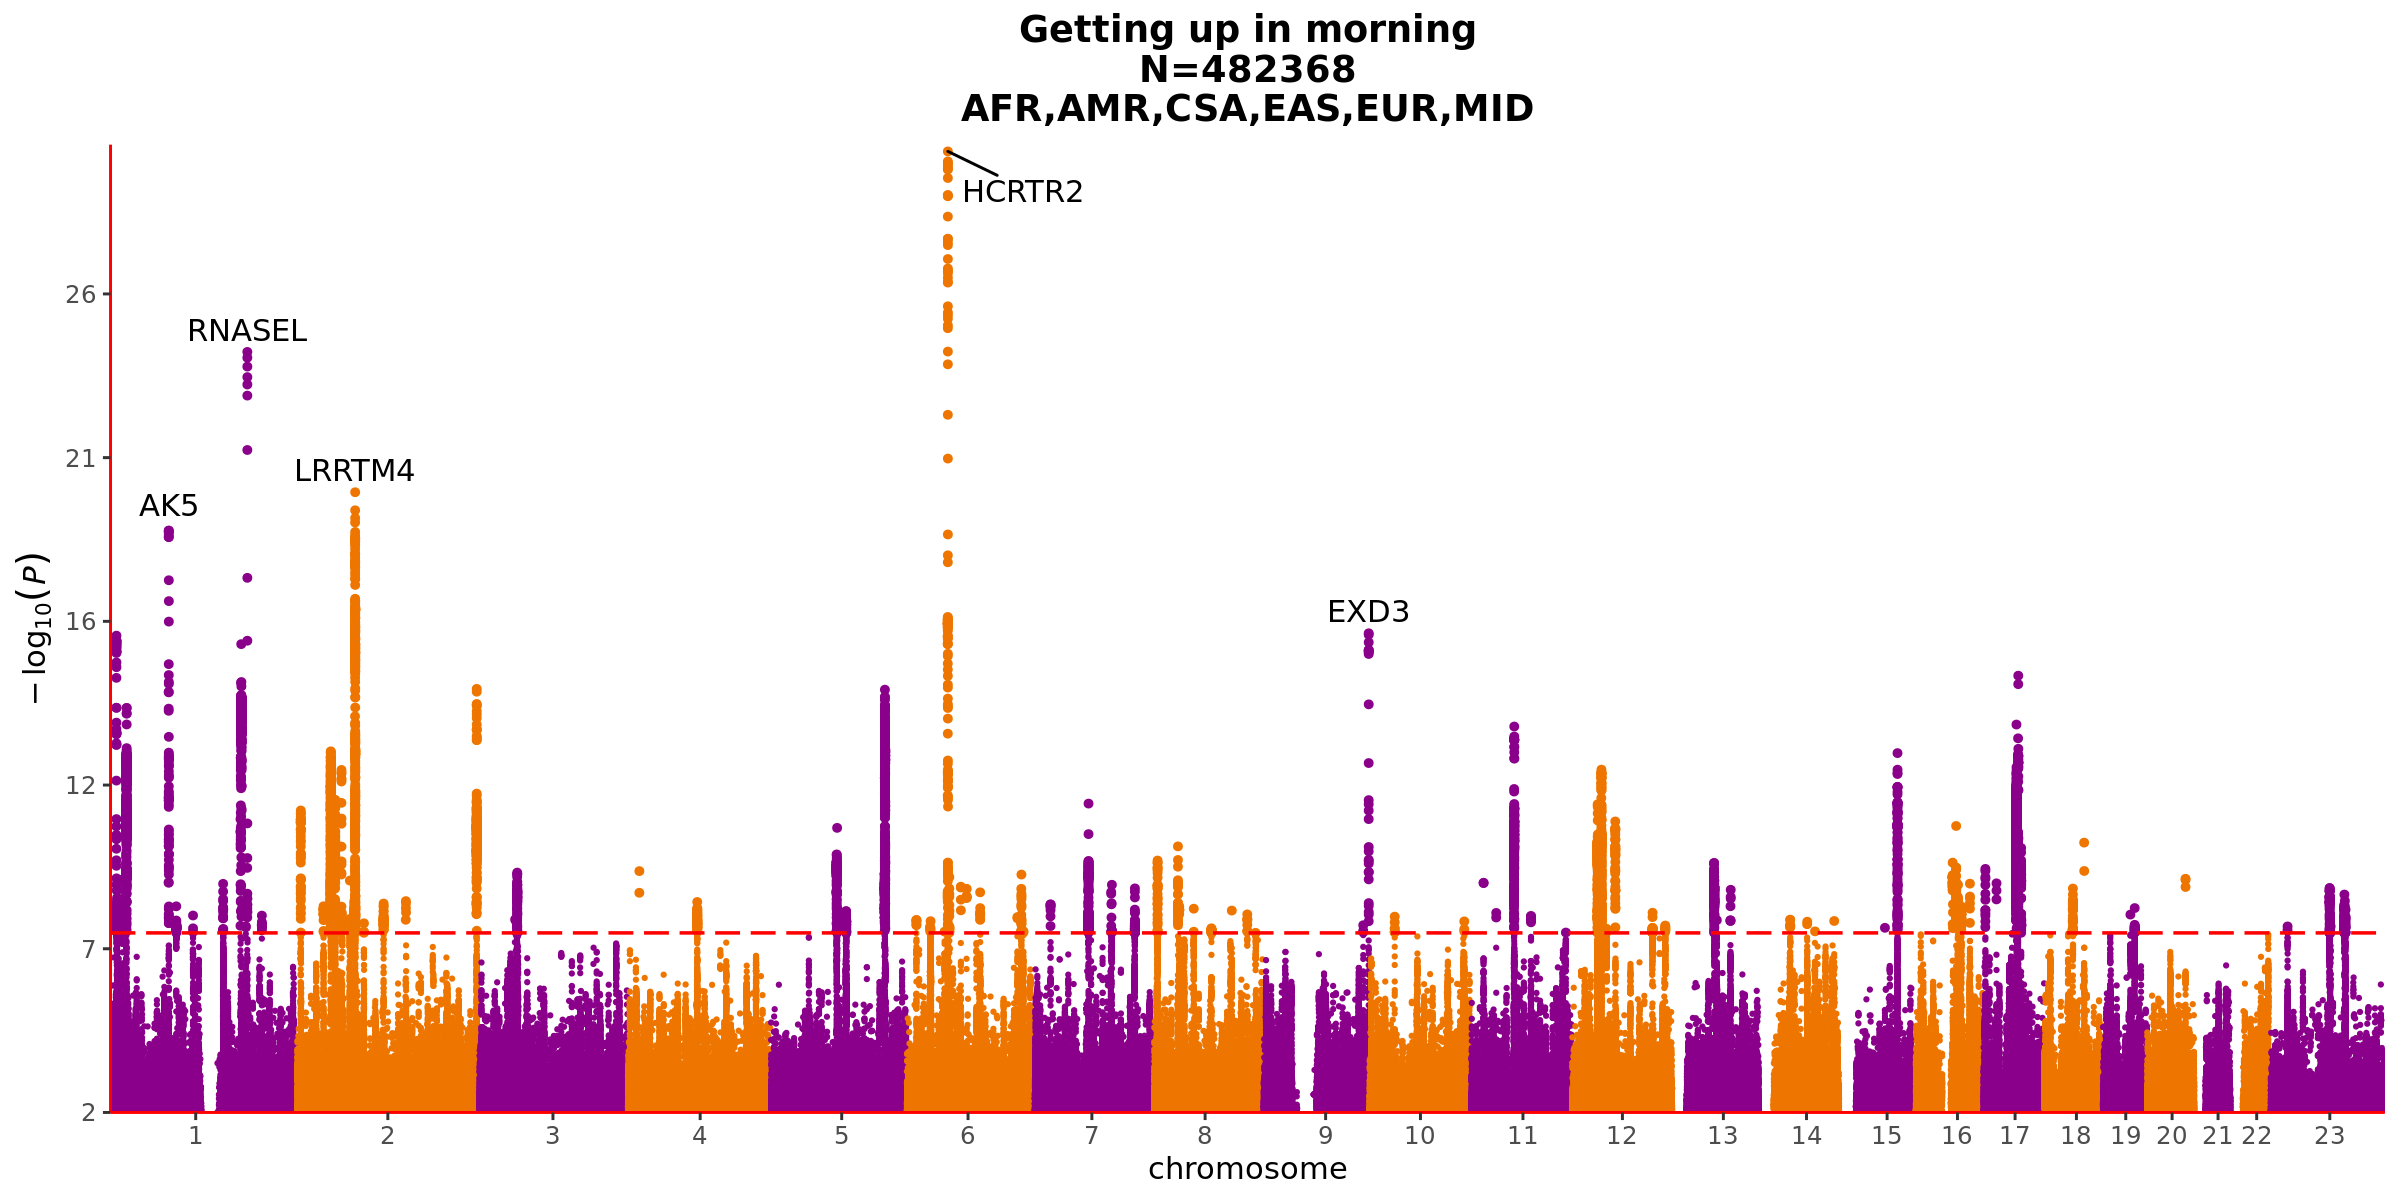 Getting up in morning
N=482368
AFR,AMR,CSA,EAS,EUR,MID
HCRTR2
RNASEL
LRRTM4
AK5
EXD3
26
21
16
12
7
2
−log10(P)
1 2 3 4 5 6 7 8 9 10 11 12 13 14 15 16 17 18 19 20 21 22 23
chromosome